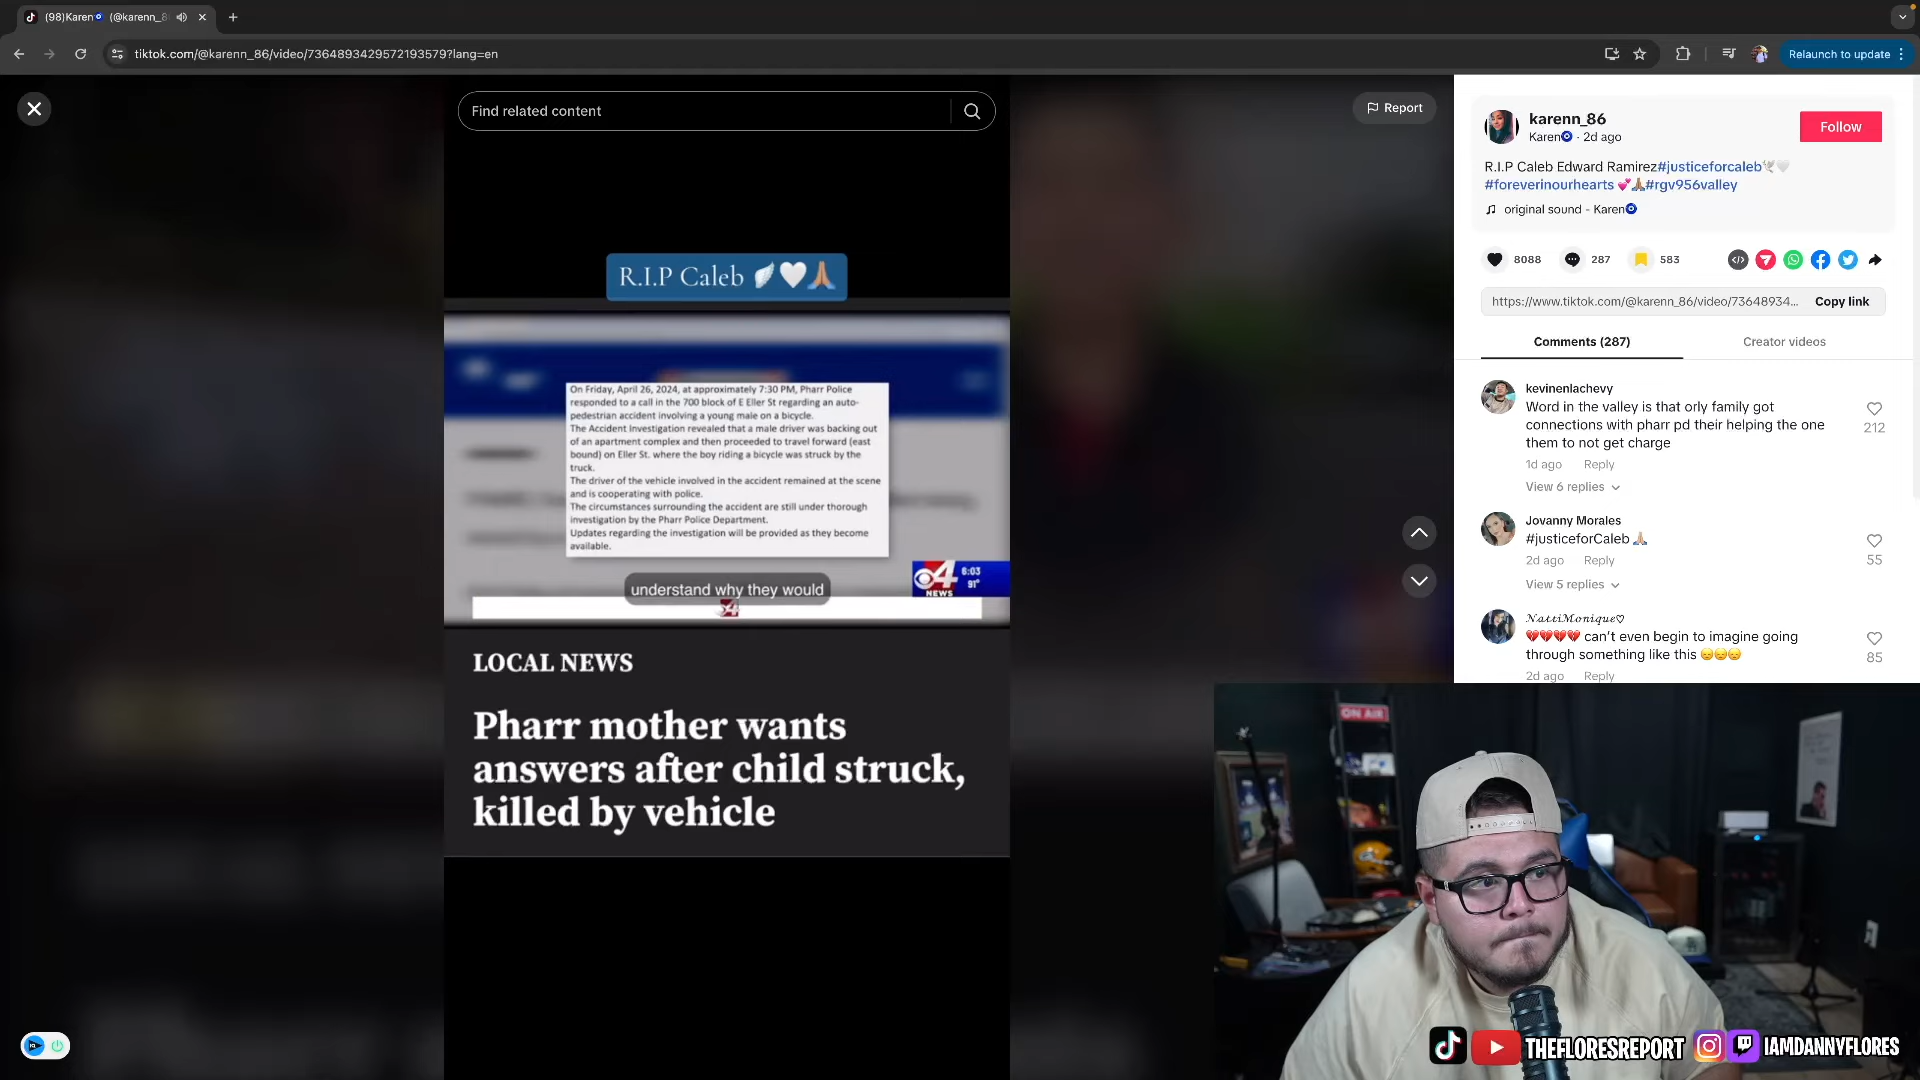 (98)Karen (@karenn_8
tiktok.com/@karenn_86/video/7364893429572193579?lang=en
Relaunch to update
Find related content
Report
R.I.P Caleb 🪽🤍🙏🏽
On Friday, April 26, 2024, at approximately 7:30 PM, Pharr Police
responded to a call in the 700 block of E Eller St regarding an auto-
pedestrian accident involving a young male on a bicycle.
The Accident Investigation revealed that a male driver was backing out
of an apartment complex and then proceeded to travel forward (east
bound) on Eller St. where the boy riding a bicycle was struck by the
truck.
The driver of the vehicle involved in the accident remained at the scene
and is cooperating with police.
The circumstances surrounding the accident are still under thorough
investigation by the Pharr Police Department.
Updates regarding the investigation will be provided as they become
available.
4
NEWS
6:03
91°
understand why they would
LOCAL NEWS
Pharr mother wants
answers after child struck,
killed by vehicle
karenn_86
Karen🧿 · 2d ago
Follow
R.I.P Caleb Edward Ramirez#justiceforcaleb🕊️🤍
#foreverinourhearts 💕🙏🏽#rgv956valley
original sound - Karen🧿
8088
287
583
https://www.tiktok.com/@karenn_86/video/73648934...
Copy link
Comments (287)
Creator videos
kevinenlachevy
Word in the valley is that orly family got
connections with pharr pd their helping the one
them to not get charge
212
1d ago
Reply
View 6 replies
Jovanny Morales
#justiceforCaleb 🙏🏼
55
2d ago
Reply
View 5 replies
𝓝𝓪𝓽𝓽𝓲𝓜𝓸𝓷𝓲𝓺𝓾𝓮♡
💔💔💔💔 can't even begin to imagine going
through something like this 😔😔😔
85
2d ago
Reply
ON AIR
THEFLORESREPORT
IAMDANNYFLORES